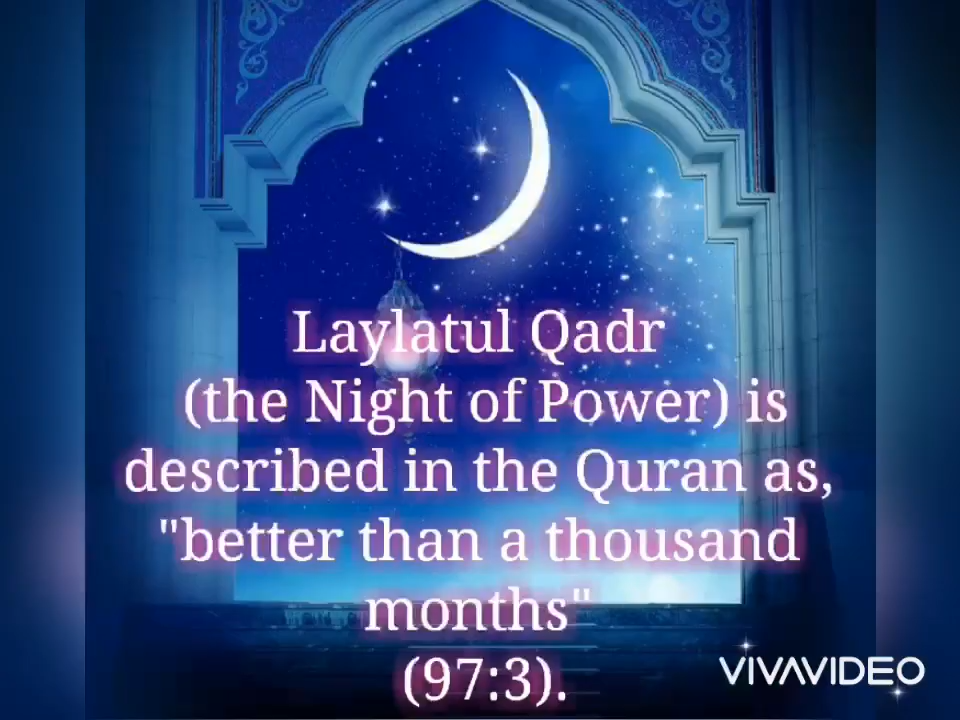 Laylatul Qadr
(the Night of Power) is
described in the Quran as,
"better than a thousand
months"
(97:3).
VIVAVIDEO